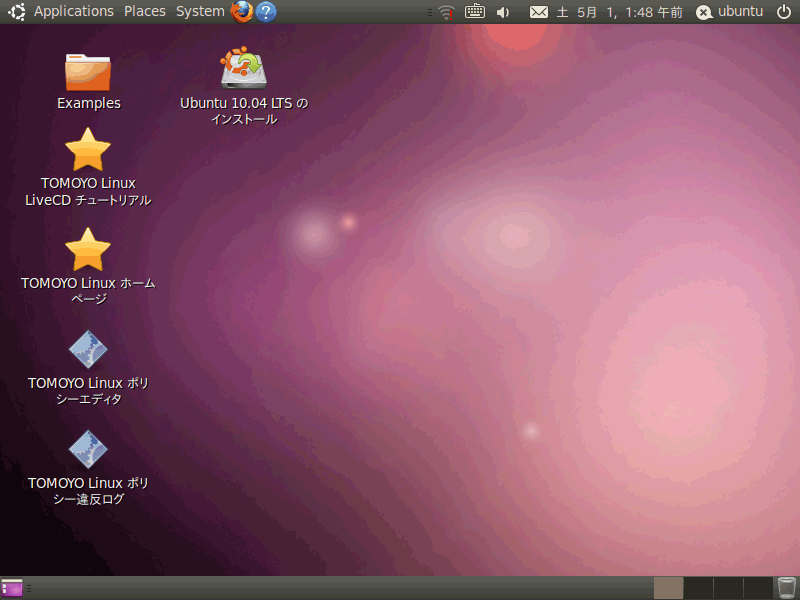 Applications Places System
土 5月 1, 1:48 午前 ubuntu
Examples
Ubuntu 10.04 LTS の
インストール
TOMOYO Linux
LiveCD チュートリアル
TOMOYO Linux ホーム
ページ
TOMOYO Linux ポリ
シーエディタ
TOMOYO Linux ポリ
シー違反ログ